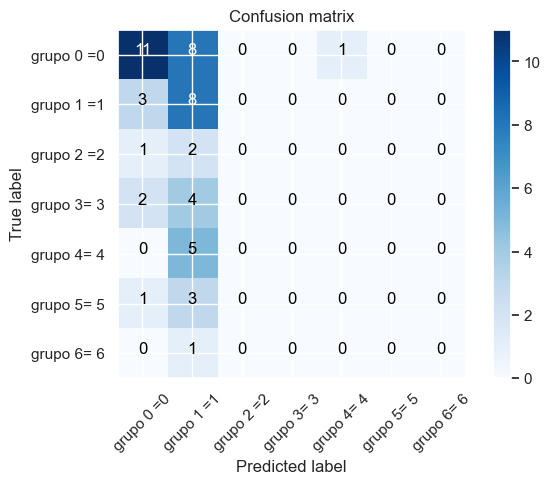 Confusion matrix
grupo 0 =0 11 8 0 0 1 0 0
grupo 1 =1 3 8 0 0 0 0 0
grupo 2 =2 1 2 0 0 0 0 0
grupo 3= 3 2 4 0 0 0 0 0
grupo 4= 4 0 5 0 0 0 0 0
grupo 5= 5 1 3 0 0 0 0 0
grupo 6= 6 0 1 0 0 0 0 0
True label
grupo 0 =0 grupo 1 =1 grupo 2 =2 grupo 3= 3 grupo 4= 4 grupo 5= 5 grupo 6= 6
Predicted label
10
8
6
4
2
0